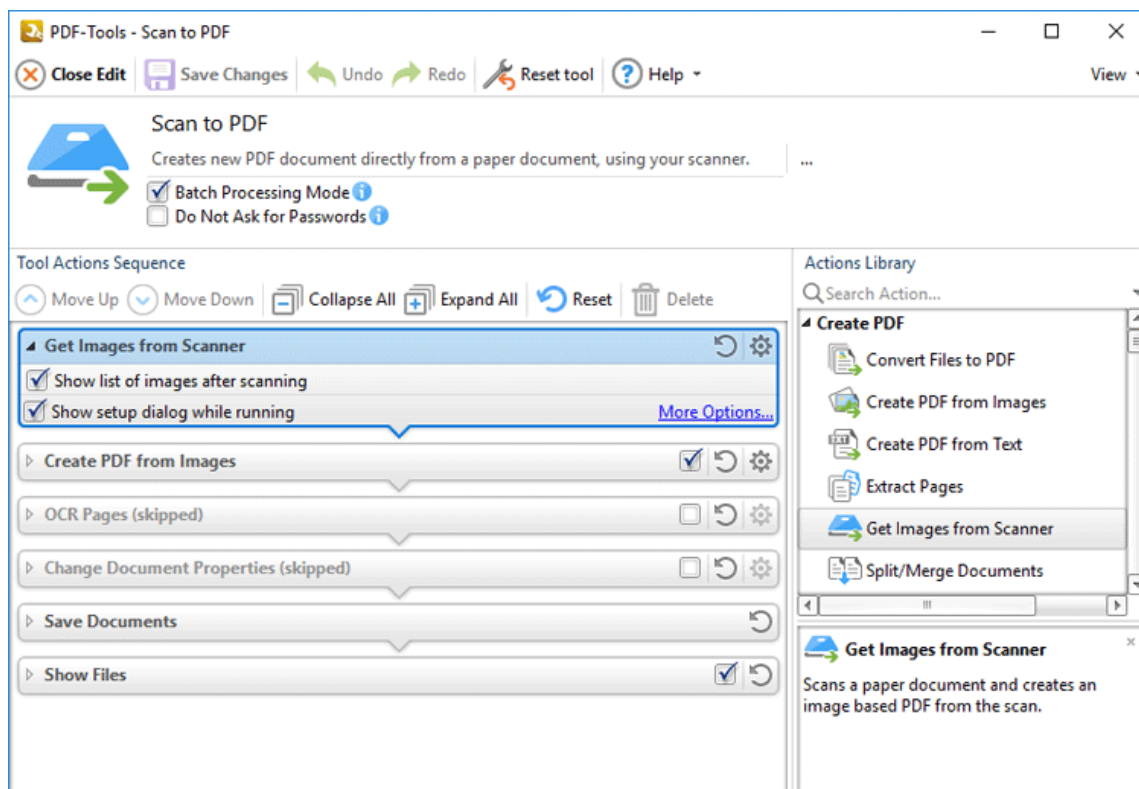 PDF-Tools - Scan to PDF
Close Edit Save Changes Undo Redo Reset tool Help View
Scan to PDF
Creates new PDF document directly from a paper document, using your scanner. ...
Batch Processing Mode
Do Not Ask for Passwords
Tool Actions Sequence
Move Up Move Down Collapse All Expand All Reset Delete
Get Images from Scanner
Show list of images after scanning
Show setup dialog while running More Options...
Create PDF from Images
OCR Pages (skipped)
Change Document Properties (skipped)
Save Documents
Show Files
Actions Library
Search Action...
Create PDF
Convert Files to PDF
Create PDF from Images
Create PDF from Text
Extract Pages
Get Images from Scanner
Split/Merge Documents
Get Images from Scanner
Scans a paper document and creates an
image based PDF from the scan.